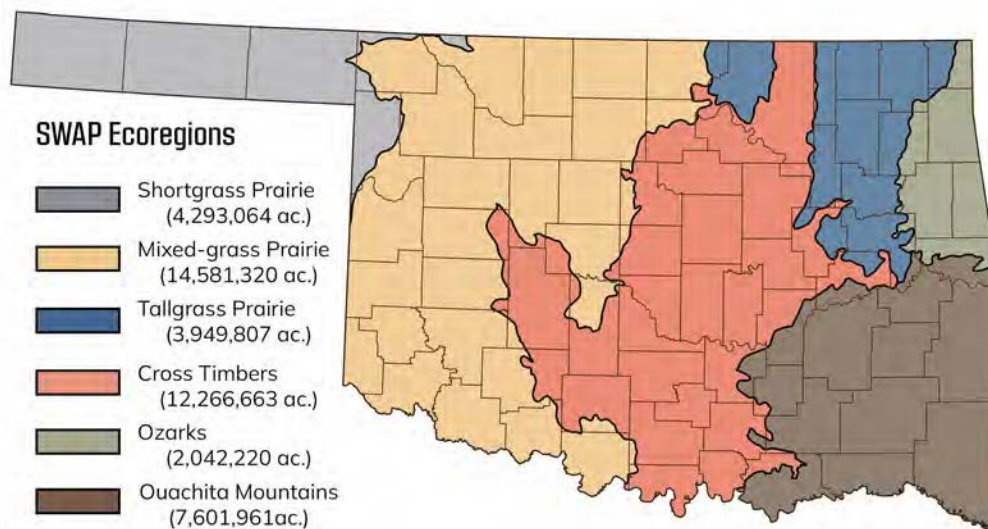 SWAP Ecoregions
Shortgrass Prairie
(4,293,064 ac.)
Mixed-grass Prairie
(14,581,320 ac.)
Tallgrass Prairie
(3,949,807 ac.)
Cross Timbers
(12,266,663 ac.)
Ozarks
(2,042,220 ac.)
Ouachita Mountains
(7,601,961ac.)